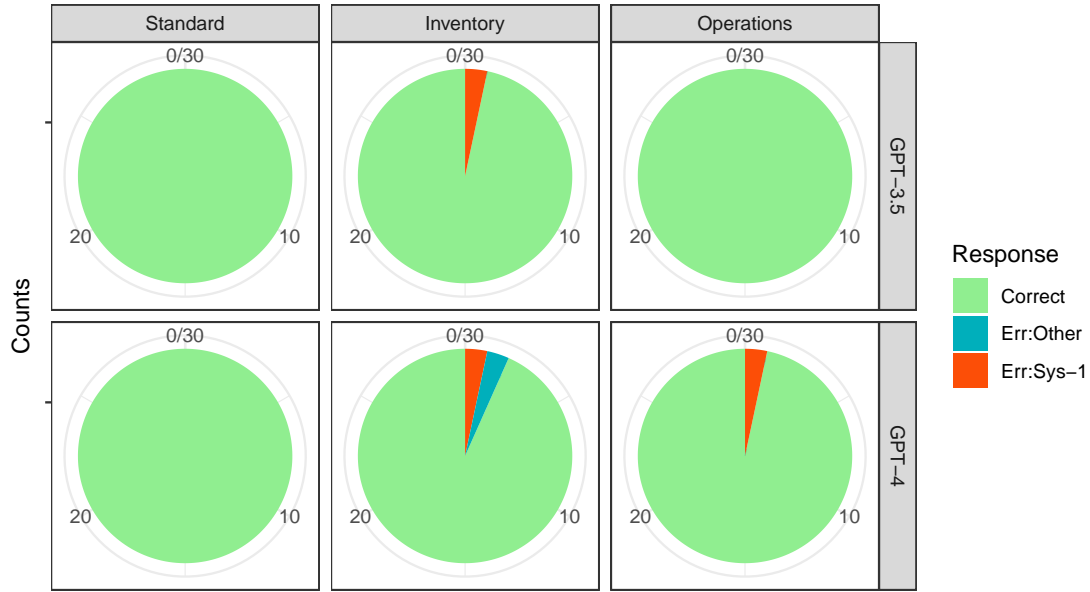 Standard
Inventory
Operations
0/30
0/30
0/30
20
10
20
10
20
10
GPT−3.5
0/30
0/30
0/30
20
10
20
10
20
10
GPT−4
Counts
Response
Correct
Err:Other
Err:Sys−1